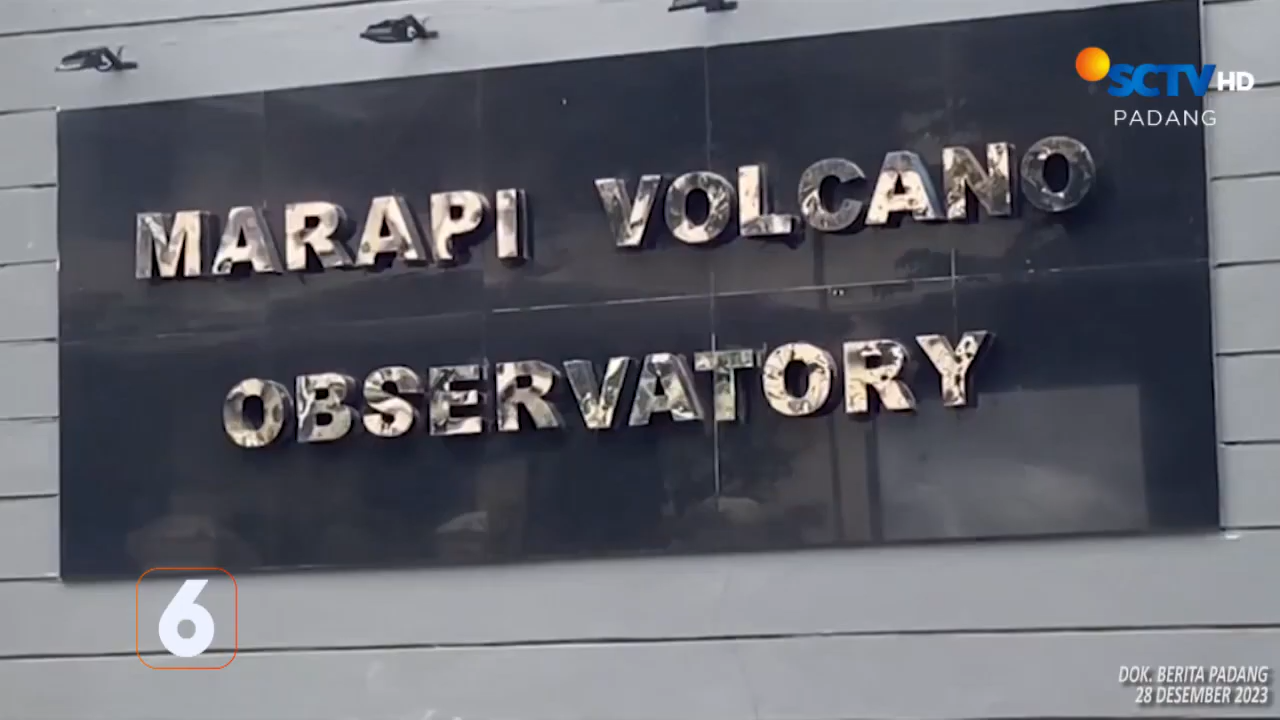 SCTV HD
PADANG
MARAPI VOLCANO
OBSERVATORY
6
DOK. BERITA PADANG
28 DESEMBER 2023